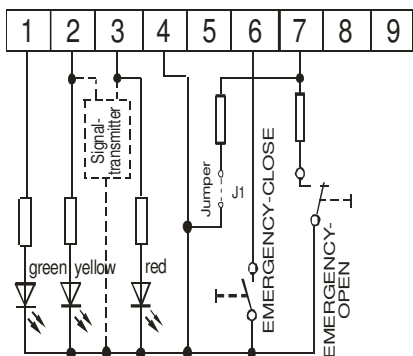 1 2 3 4 5 6 7 8 9
Signal-
transmitter
Jumper
J1
EMERGENCY-CLOSE
EMERGENCY-
OPEN
green yellow red